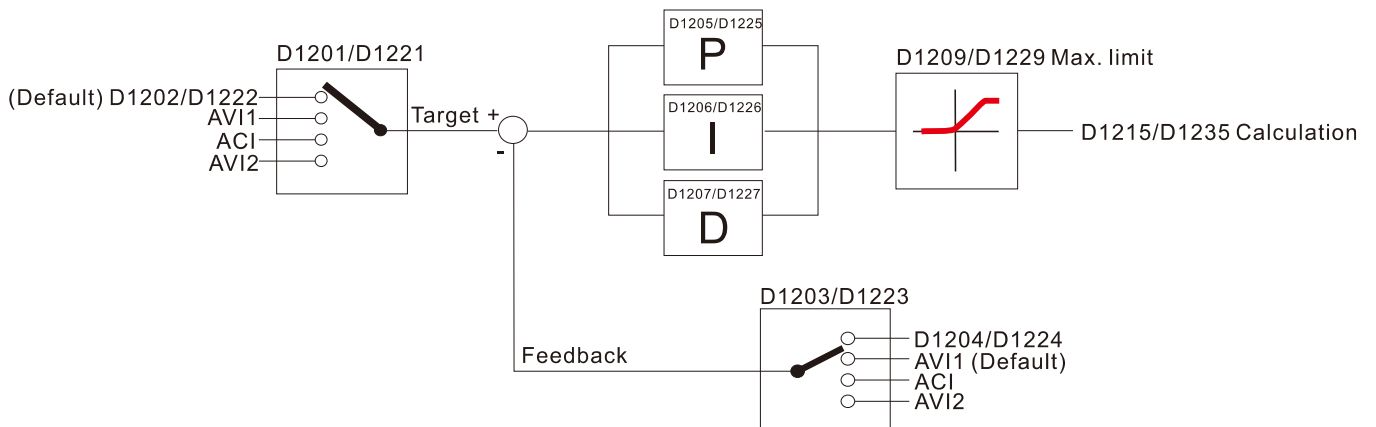 D1201/D1221
(Default) D1202/D1222
AVI1
ACI
AVI2
Target +
-
D1205/D1225
P
D1206/D1226
I
D1207/D1227
D
D1209/D1229 Max. limit
D1215/D1235 Calculation
Feedback
D1203/D1223
D1204/D1224
AVI1 (Default)
ACI
AVI2